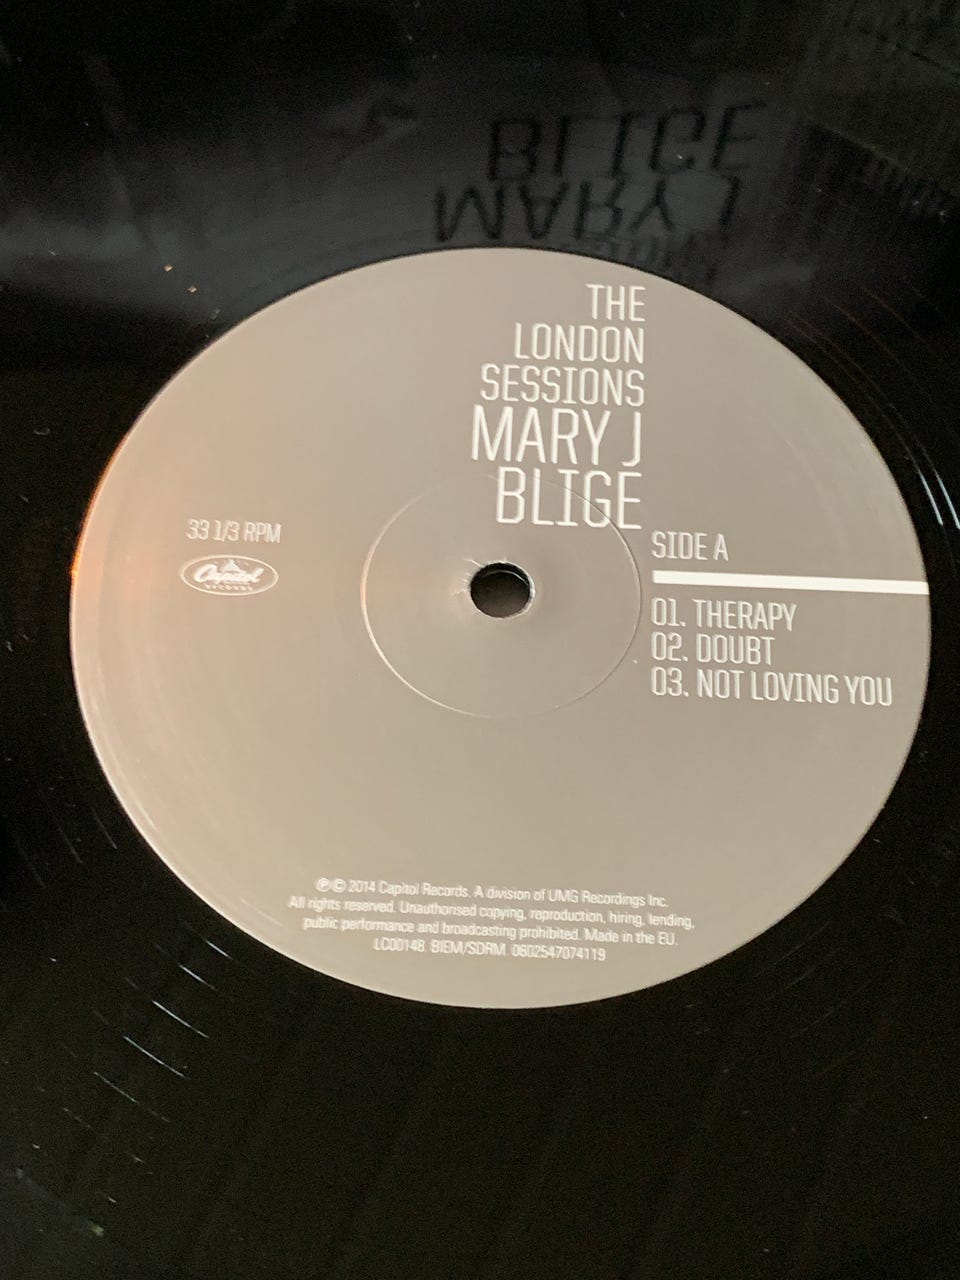 THE
LONDON
SESSIONS
MARY J
BLIGE
33 1/3 RPM
Capitol
RECORDS
SIDE A
01. THERAPY
02. DOUBT
03. NOT LOVING YOU
℗© 2014 Capitol Records. A division of UMG Recordings Inc.
All rights reserved. Unauthorised copying, reproduction, hiring, lending,
public performance and broadcasting prohibited. Made in the EU.
LC00148. BIEM/SDRM. 0602547074119